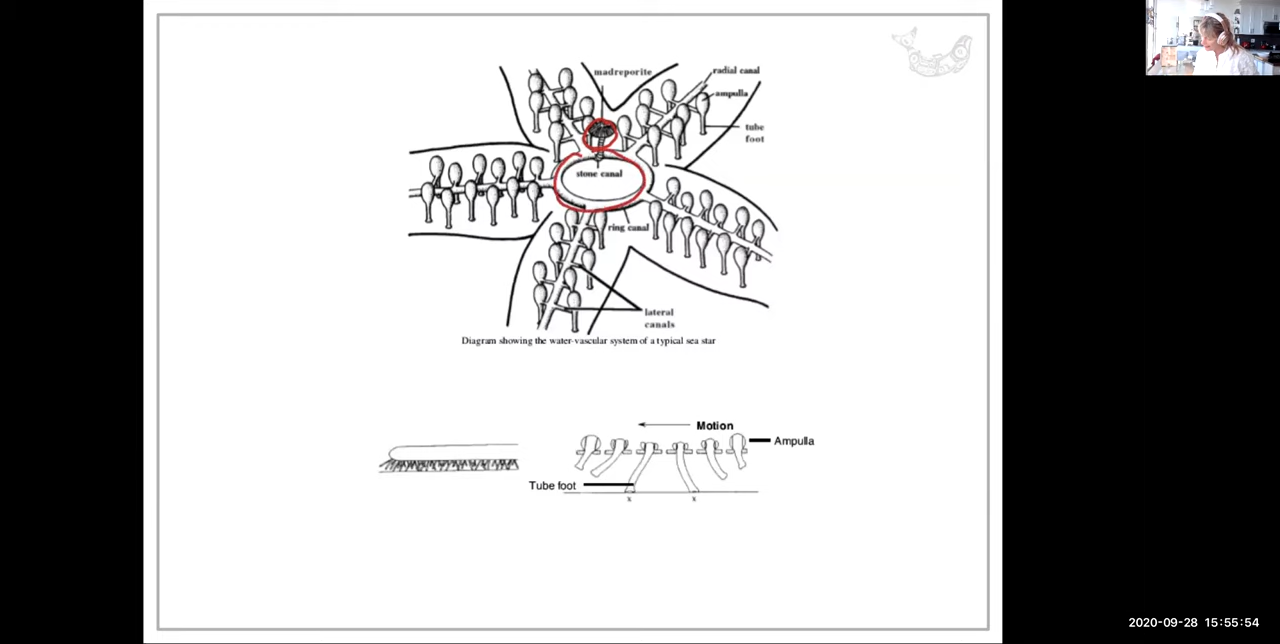 madreporite
radial canal
ampulla
tube
foot
stone canal
ring canal
lateral
canals
Diagram showing the water-vascular system of a typical sea star
Motion
Ampulla
Tube foot
x x
2020-09-28 15:55:54